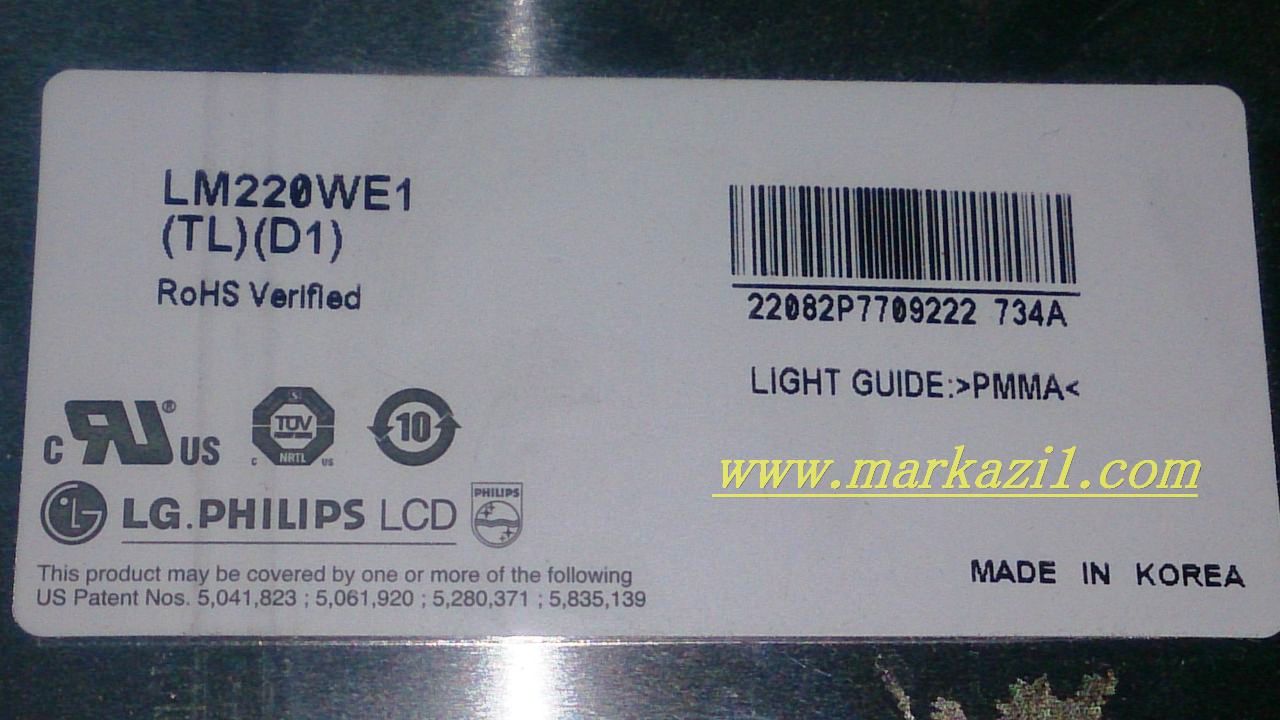 LM220WE1
(TL)(D1)
RoHS Verified
22082P7709222 734A
LIGHT GUIDE:>PMMA<
C RU® US
TÜV
C NRTL US
10
www.markazi1.com
LG.PHILIPS LCD
PHILIPS
MADE IN KOREA
This product may be covered by one or more of the following
US Patent Nos. 5,041,823 ; 5,061,920 ; 5,280,371 ; 5,835,139